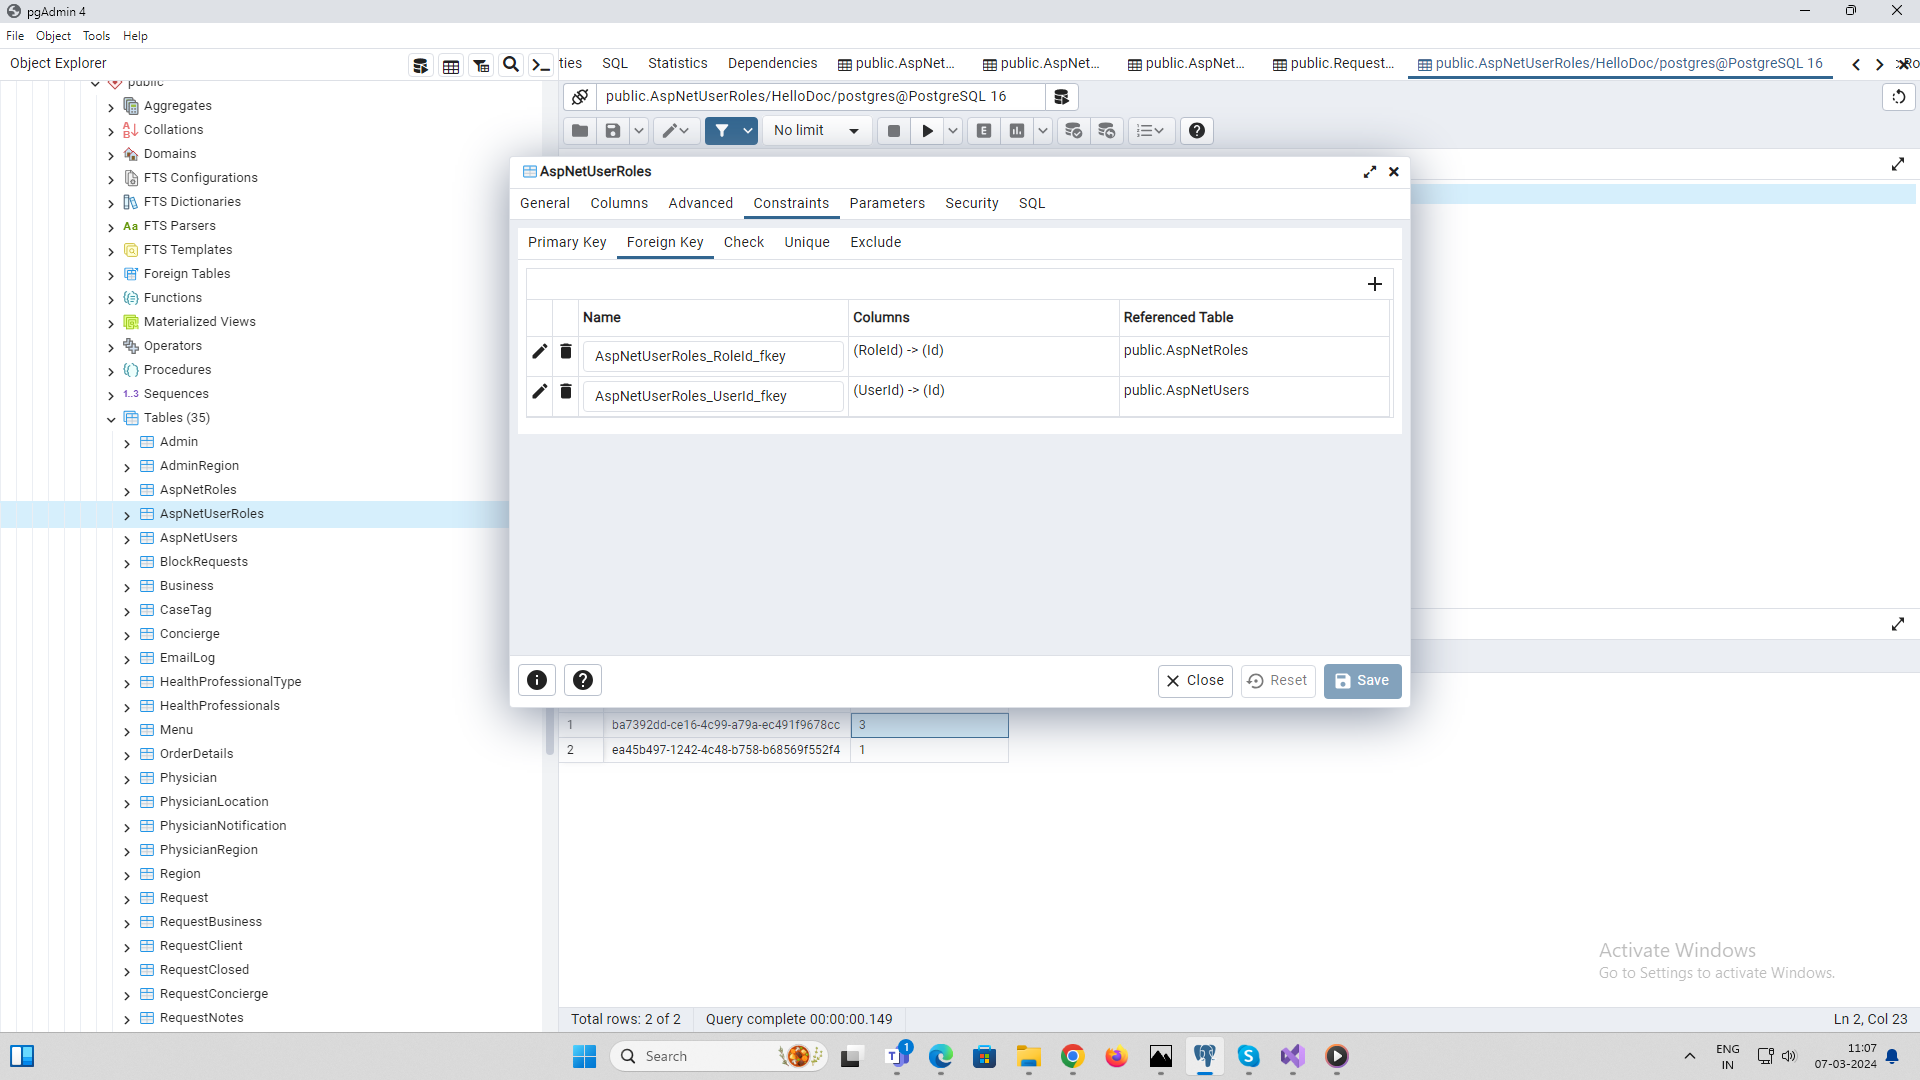 pgAdmin 4
File Object Tools Help
Object Explorer
ties SQL Statistics Dependencies public.AspNet... public.AspNet... public.AspNet... public.Request... public.AspNetUserRoles/HelloDoc/postgres@PostgreSQL 16
public.AspNetUserRoles/HelloDoc/postgres@PostgreSQL 16
No limit
public
Aggregates
Collations
Domains
FTS Configurations
FTS Dictionaries
FTS Parsers
FTS Templates
Foreign Tables
Functions
Materialized Views
Operators
Procedures
1..3 Sequences
Tables (35)
Admin
AdminRegion
AspNetRoles
AspNetUserRoles
AspNetUsers
BlockRequests
Business
CaseTag
Concierge
EmailLog
HealthProfessionalType
HealthProfessionals
Menu
OrderDetails
Physician
PhysicianLocation
PhysicianNotification
PhysicianRegion
Region
Request
RequestBusiness
RequestClient
RequestClosed
RequestConcierge
RequestNotes
AspNetUserRoles
General Columns Advanced Constraints Parameters Security SQL
Primary Key Foreign Key Check Unique Exclude
Name Columns Referenced Table
AspNetUserRoles_RoleId_fkey (RoleId) -> (Id) public.AspNetRoles
AspNetUserRoles_UserId_fkey (UserId) -> (Id) public.AspNetUsers
Close Reset Save
1 ba7392dd-ce16-4c99-a79a-ec491f9678cc 3
2 ea45b497-1242-4c48-b758-b68569f552f4 1
Activate Windows
Go to Settings to activate Windows.
Total rows: 2 of 2 Query complete 00:00:00.149 Ln 2, Col 23
Search
1
ENG
IN
11:07
07-03-2024